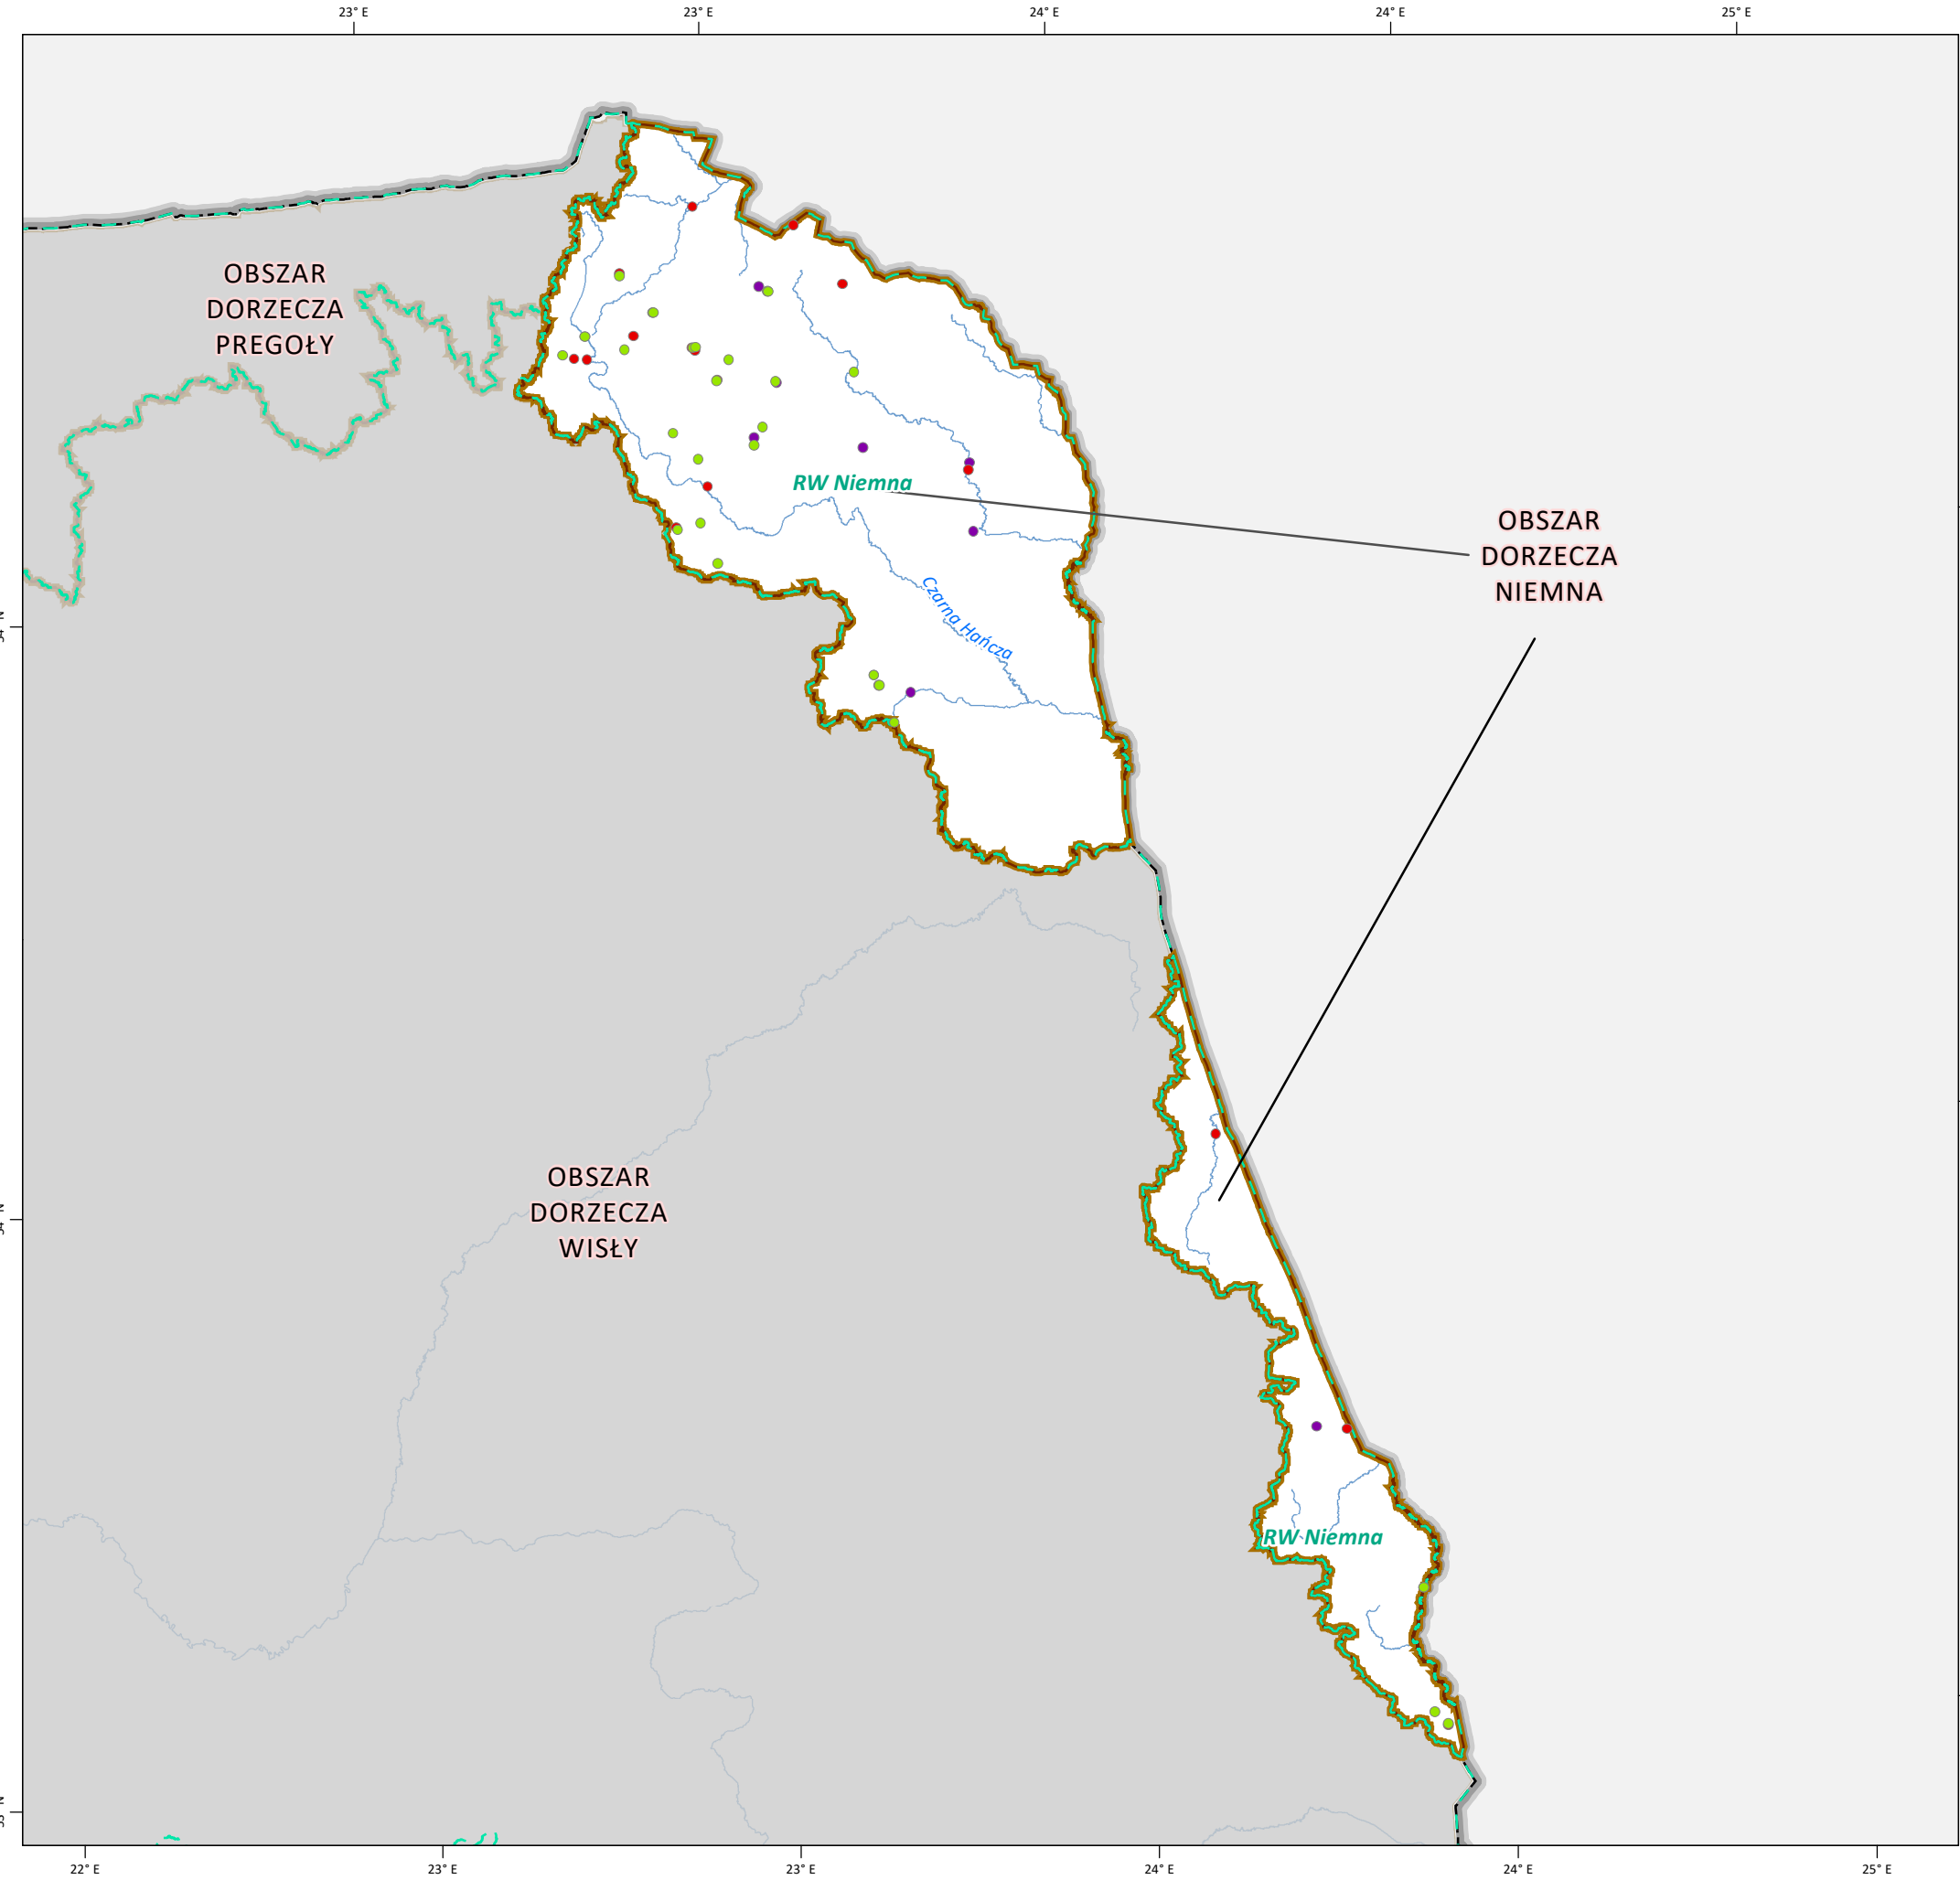 23° E
23° E
24° E
24° E
25° E
OBSZAR
DORZECZA
PREGOŁY
RW Niemna
OBSZAR
DORZECZA
NIEMNA
Czarna Hańcza
OBSZAR
DORZECZA
WISŁY
RW Niemna
22° E
23° E
23° E
24° E
24° E
25° E